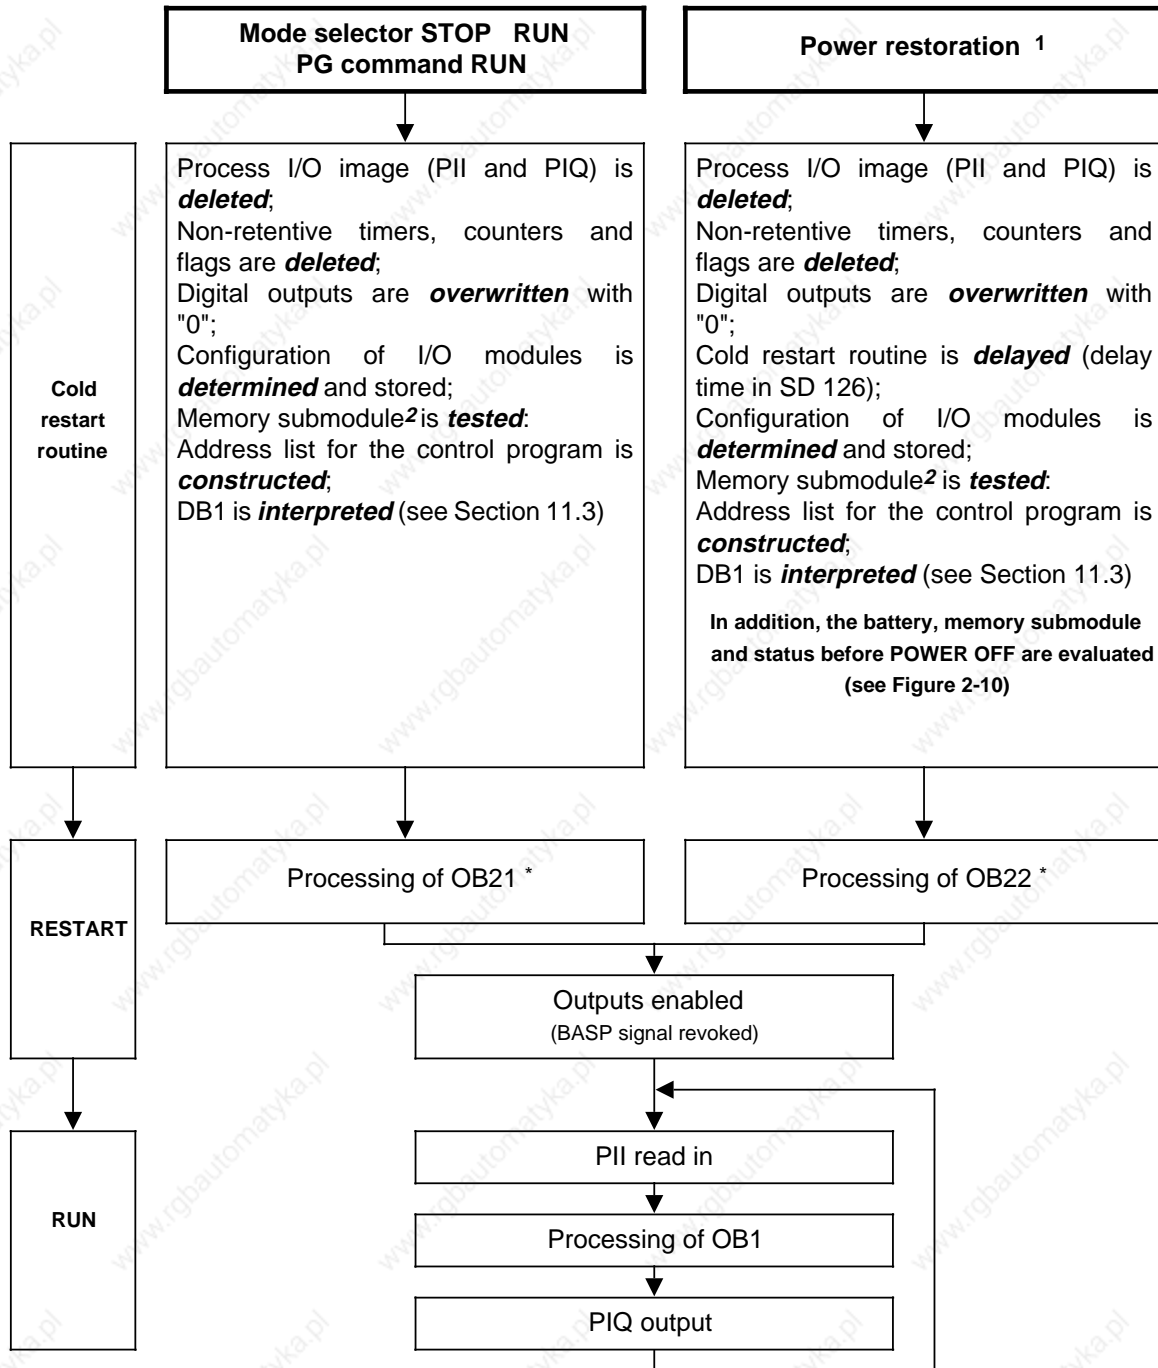 Mode selector STOP RUN
PG command RUN
Power restoration 1
Cold
restart
routine
Process I/O image (PII and PIQ) is
deleted;
Non-retentive timers, counters and
flags are deleted;
Digital outputs are overwritten with
"0";
Configuration of I/O modules is
determined and stored;
Memory submodule2 is tested:
Address list for the control program is
constructed;
DB1 is interpreted (see Section 11.3)
Process I/O image (PII and PIQ) is
deleted;
Non-retentive timers, counters and
flags are deleted;
Digital outputs are overwritten with
"0";
Cold restart routine is delayed (delay
time in SD 126);
Configuration of I/O modules is
determined and stored;
Memory submodule2 is tested:
Address list for the control program is
constructed;
DB1 is interpreted (see Section 11.3)
In addition, the battery, memory submodule
and status before POWER OFF are evaluated
(see Figure 2-10)
RESTART
Processing of OB21 *
Processing of OB22 *
Outputs enabled
(BASP signal revoked)
RUN
PII read in
Processing of OB1
PIQ output
www.rgbautomatyka.pl